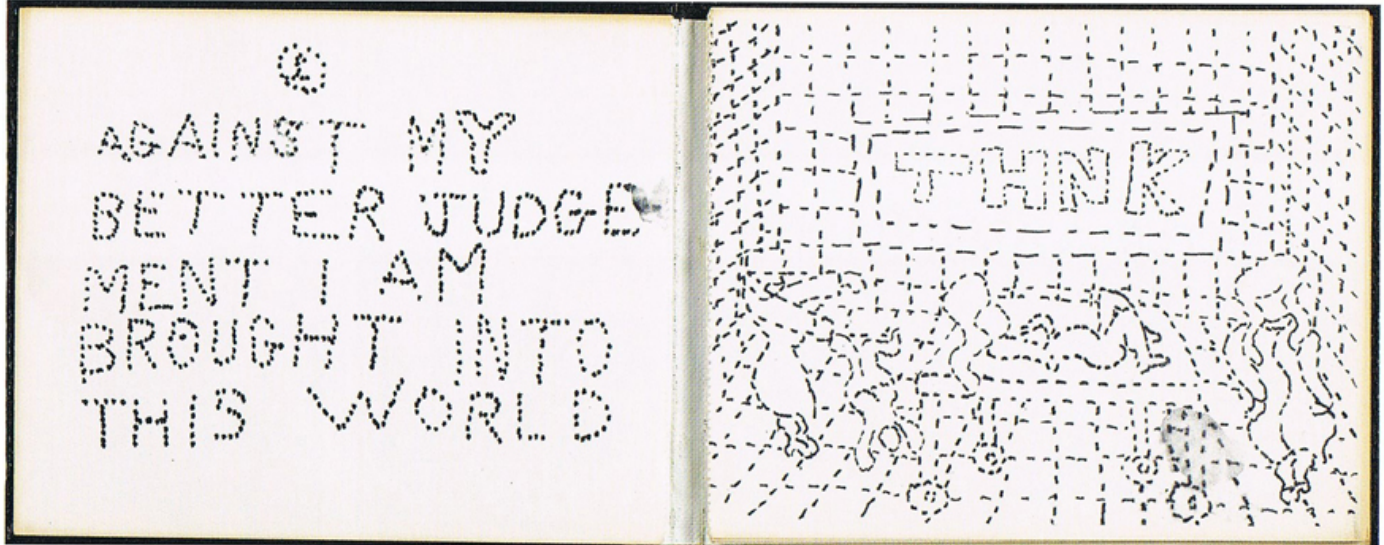 AGAINST MY
BETTER JUDGE
MENT I AM
BROUGHT INTO
THIS WORLD
THNK